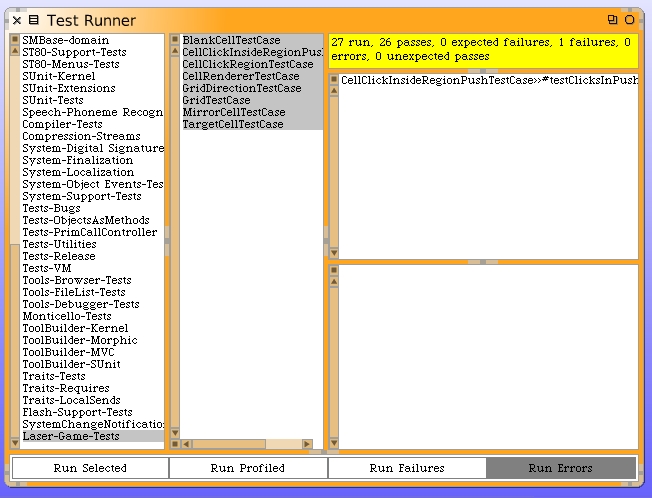 Test Runner
SMBase-domain
ST80-Support-Tests
ST80-Menus-Tests
SUnit-Kernel
SUnit-Extensions
SUnit-Tests
Speech-Phoneme Recogn
Compiler-Tests
Compression-Streams
System-Digital Signature
System-Finalization
System-Localization
System-Object Events-Tes
System-Support-Tests
Tests-Bugs
Tests-ObjectsAsMethods
Tests-PrimCallController
Tests-Utilities
Tests-Release
Tests-VM
Tools-Browser-Tests
Tools-FileList-Tests
Tools-Debugger-Tests
Monticello-Tests
ToolBuilder-Kernel
ToolBuilder-Morphic
ToolBuilder-MVC
ToolBuilder-SUnit
Traits-Tests
Traits-Requires
Traits-LocalSends
Flash-Support-Tests
SystemChangeNotificatio
Laser-Game-Tests
BlankCellTestCase
CellClickInsideRegionPus
CellClickRegionTestCase
CellRendererTestCase
GridDirectionTestCase
GridTestCase
MirrorCellTestCase
TargetCellTestCase
27 run, 26 passes, 0 expected failures, 1 failures, 0
errors, 0 unexpected passes
CellClickInsideRegionPushTestCase>>#testClicksInPush
Run Selected
Run Profiled
Run Failures
Run Errors